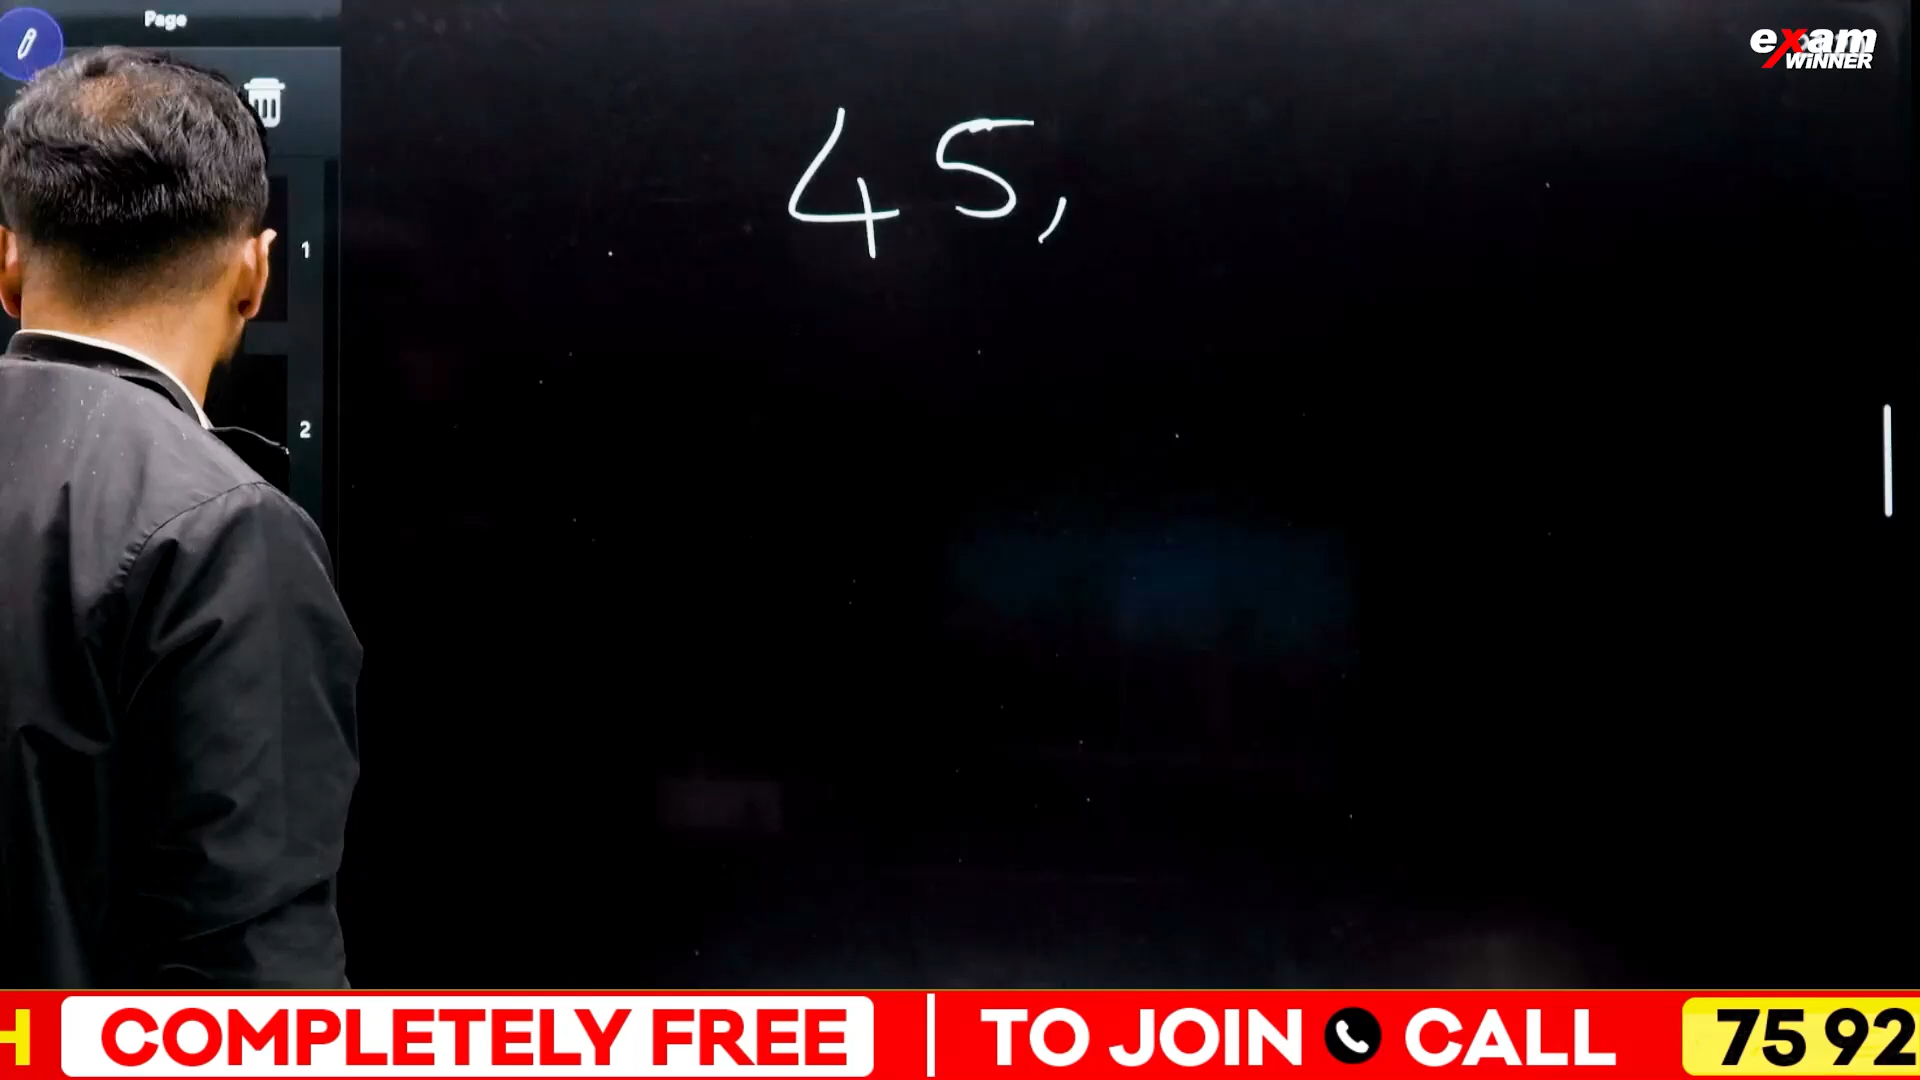 Page
exam
WINNER
45,
1
2
H COMPLETELY FREE | TO JOIN CALL 75 92